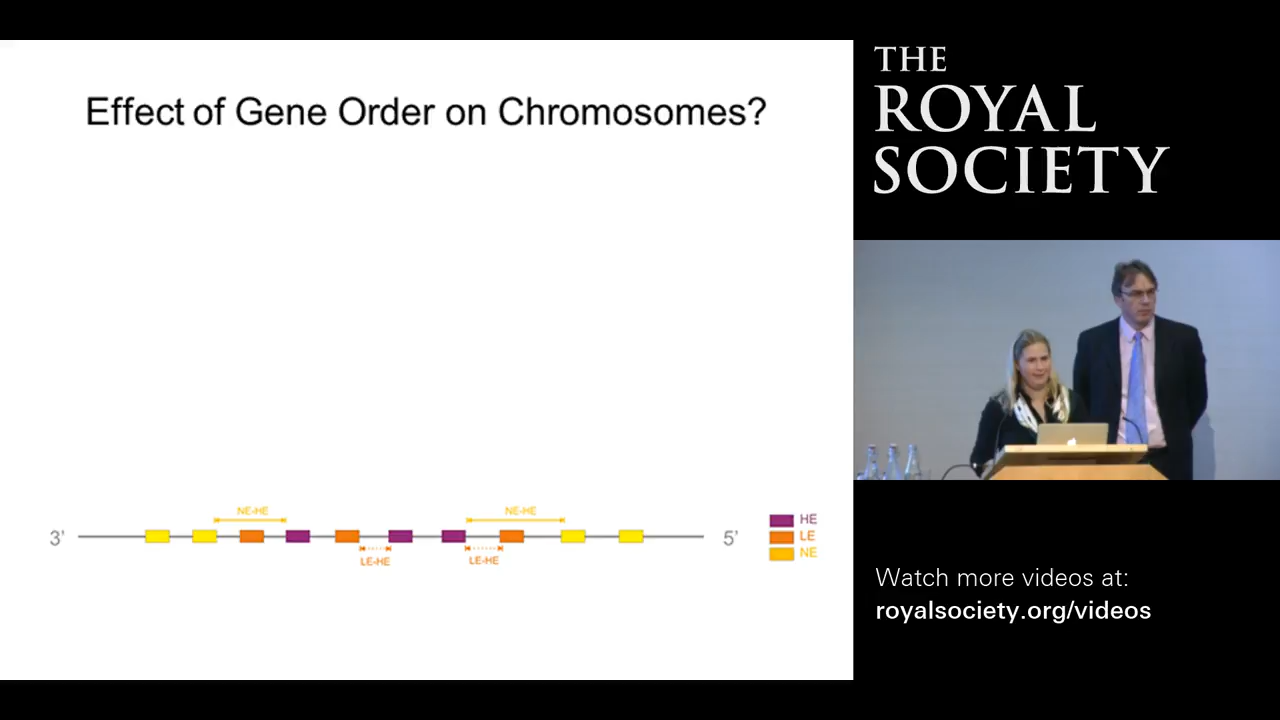 Effect of Gene Order on Chromosomes?
NE-HE
NE-HE
3’
5’
LE-HE
LE-HE
HE
LE
NE
THE
ROYAL
SOCIETY
Watch more videos at:
royalsociety.org/videos